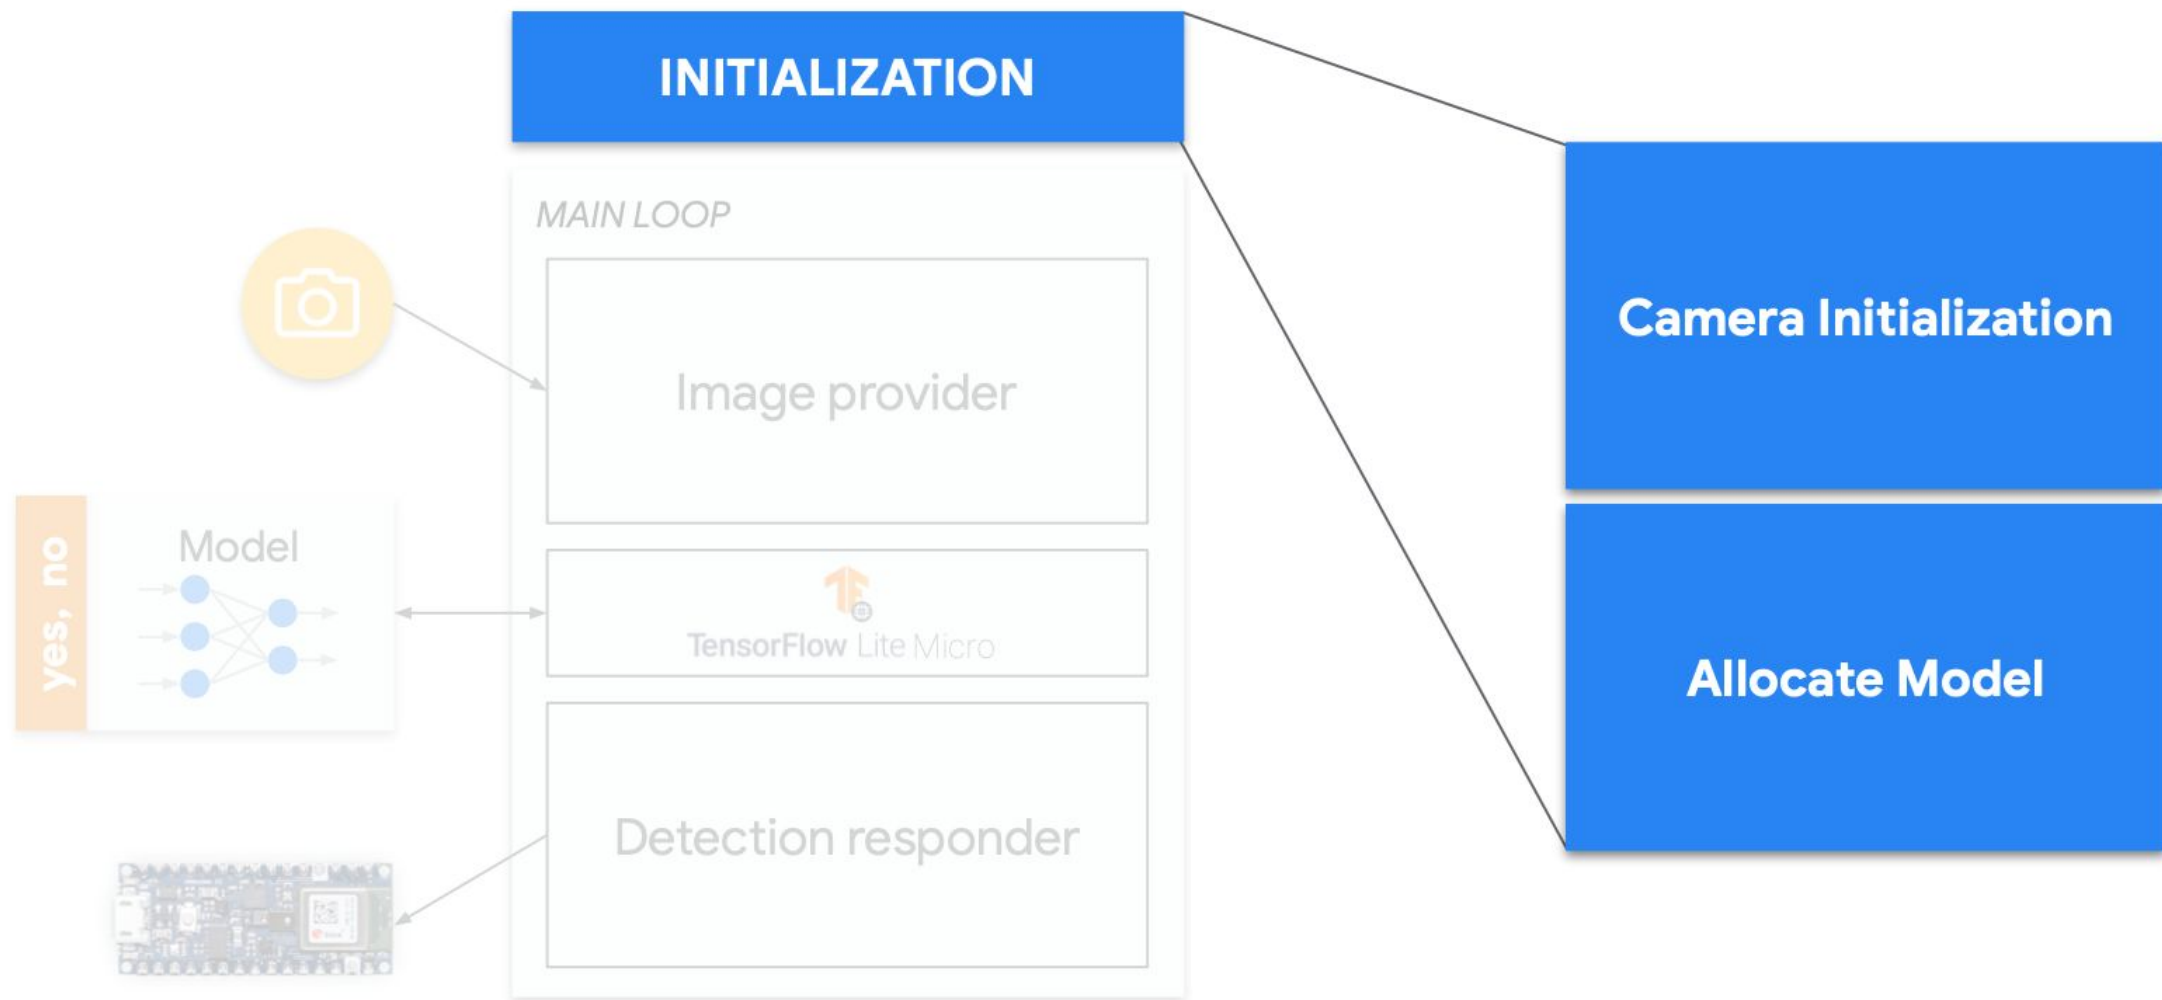 INITIALIZATION
MAIN LOOP
Image provider
Camera Initialization
yes, no
Model
TensorFlow Lite Micro
Allocate Model
Detection responder